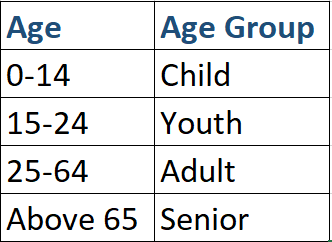 Age Age Group
0-14 Child
15-24 Youth
25-64 Adult
Above 65 Senior